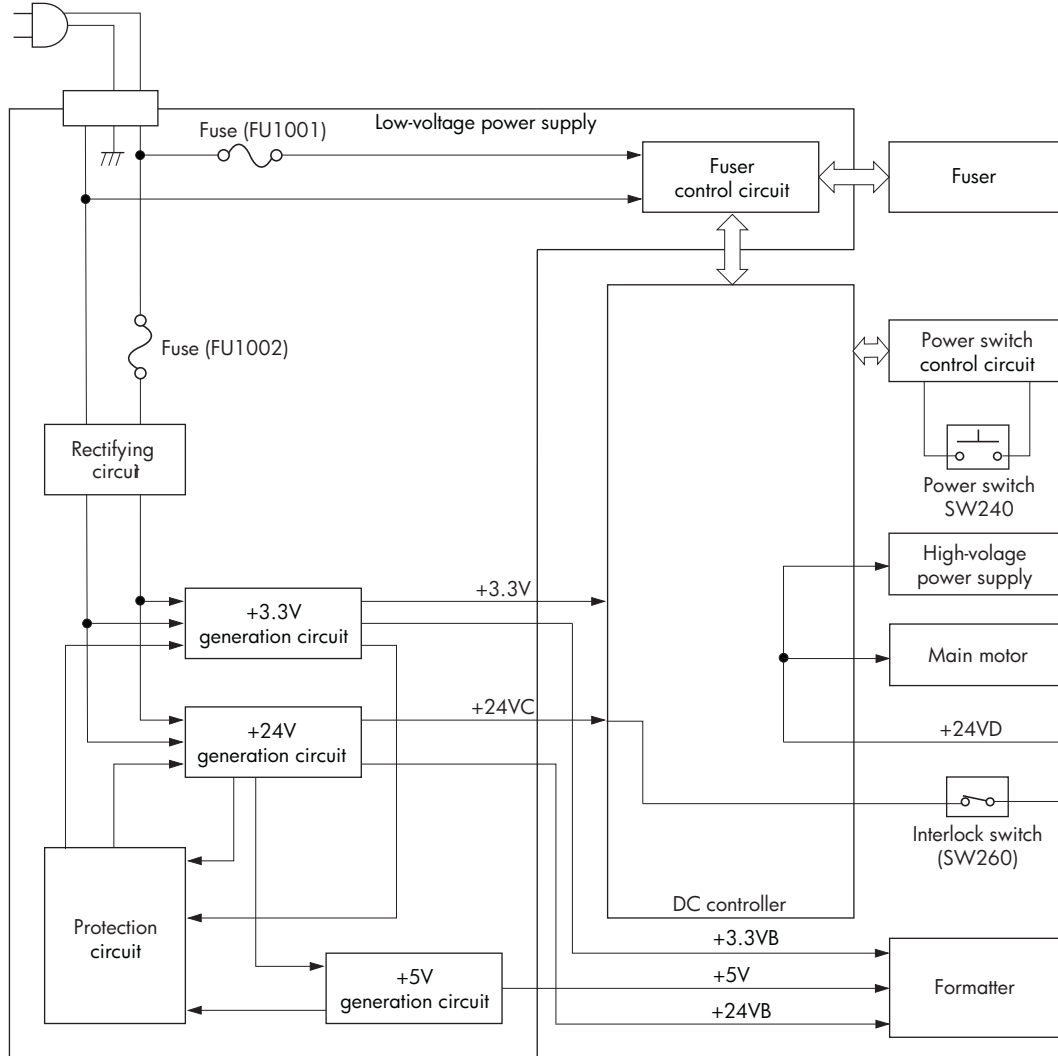 Low-voltage power supply
Fuse (FU1001)
Fuser
control circuit
Fuser
Fuse (FU1002)
Power switch
control circuit
Rectifying
circuit
Power switch
SW240
High-volage
power supply
+3.3V
+3.3V
generation circuit
Main motor
+24VC
+24V
generation circuit
+24VD
Interlock switch
(SW260)
DC controller
Protection
circuit
+3.3VB
+5V
+5V
generation circuit
Formatter
+24VB